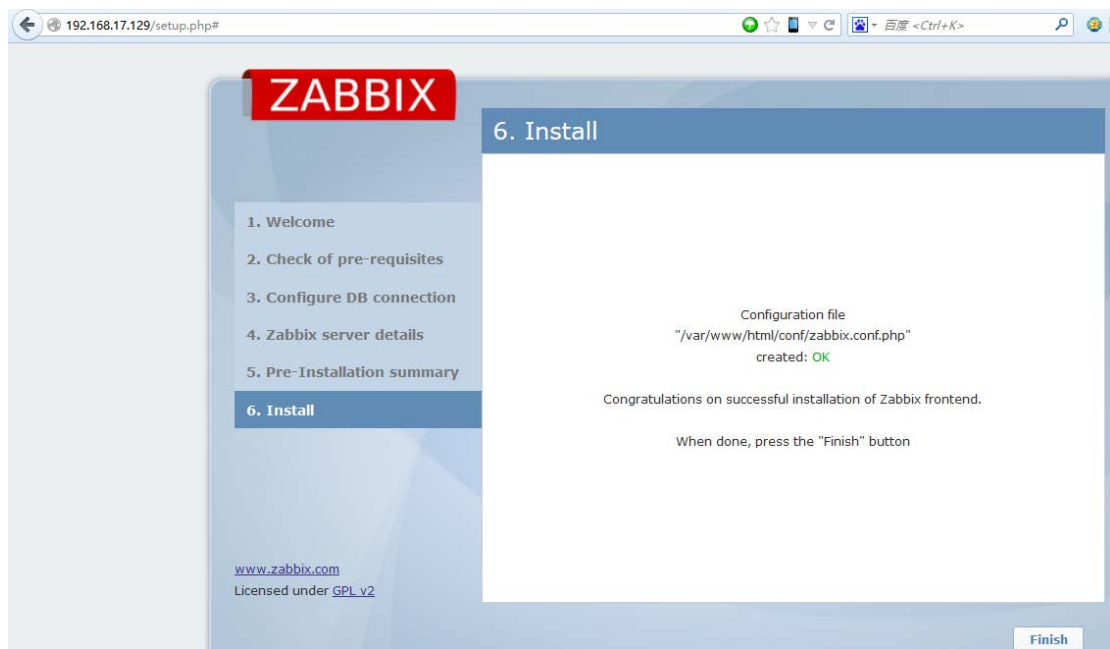 192.168.17.129/setup.php#
百度 <Ctrl+K>
ZABBIX
6. Install
1. Welcome
2. Check of pre-requisites
3. Configure DB connection
4. Zabbix server details
5. Pre-Installation summary
6. Install
Configuration file
"/var/www/html/conf/zabbix.conf.php"
created: OK
Congratulations on successful installation of Zabbix frontend.
When done, press the "Finish" button
www.zabbix.com
Licensed under GPL v2
Finish